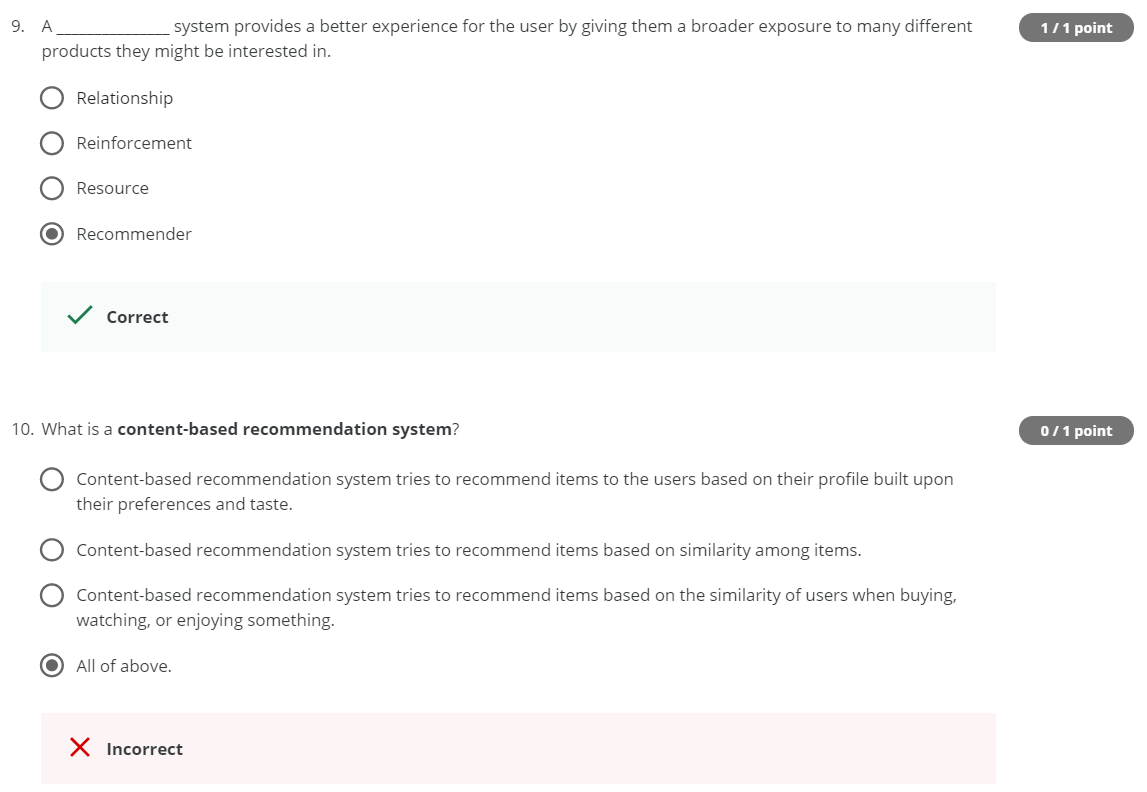 9. A _______________ system provides a better experience for the user by giving them a broader exposure to many different
1 / 1 point
products they might be interested in.
Relationship
Reinforcement
Resource
Recommender
Correct
10. What is a content-based recommendation system?
0 / 1 point
Content-based recommendation system tries to recommend items to the users based on their profile built upon
their preferences and taste.
Content-based recommendation system tries to recommend items based on similarity among items.
Content-based recommendation system tries to recommend items based on the similarity of users when buying,
watching, or enjoying something.
All of above.
Incorrect